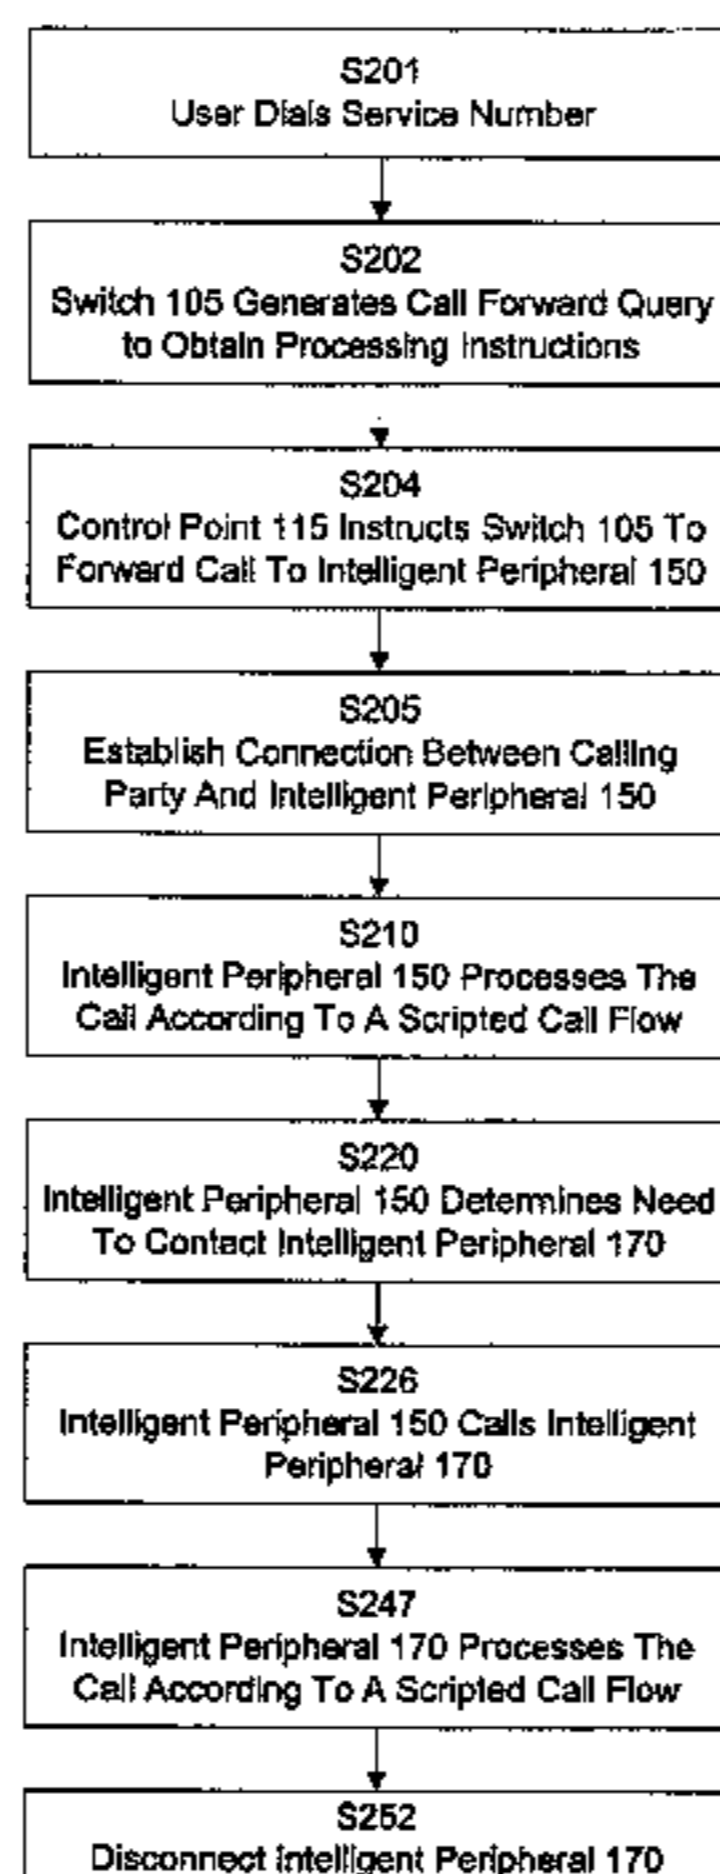 S201
User Dials Service Number
S202
Switch 105 Generates Call Forward Query
to Obtain Processing Instructions
S204
Control Point 115 Instructs Switch 105 To
Forward Call To Intelligent Peripheral 150
S205
Establish Connection Between Calling
Party And Intelligent Peripheral 150
S210
Intelligent Peripheral 150 Processes The
Call According To A Scripted Call Flow
S220
Intelligent Peripheral 150 Determines Need
To Contact Intelligent Peripheral 170
S226
Intelligent Peripheral 150 Calls Intelligent
Peripheral 170
S247
Intelligent Peripheral 170 Processes The
Call According To A Scripted Call Flow
S252
Disconnect Intelligent Peripheral 170